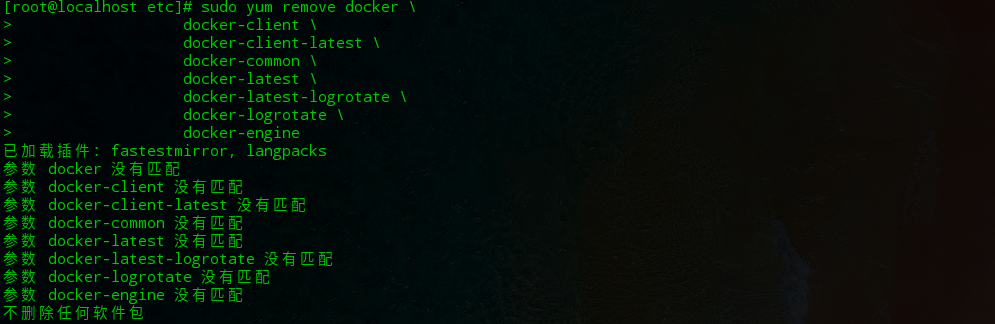 [root@localhost etc]# sudo yum remove docker \
>                   docker-client \
>                   docker-client-latest \
>                   docker-common \
>                   docker-latest \
>                   docker-latest-logrotate \
>                   docker-logrotate \
>                   docker-engine
已加载插件：fastestmirror, langpacks
参数 docker 没有匹配
参数 docker-client 没有匹配
参数 docker-client-latest 没有匹配
参数 docker-common 没有匹配
参数 docker-latest 没有匹配
参数 docker-latest-logrotate 没有匹配
参数 docker-logrotate 没有匹配
参数 docker-engine 没有匹配
不删除任何软件包